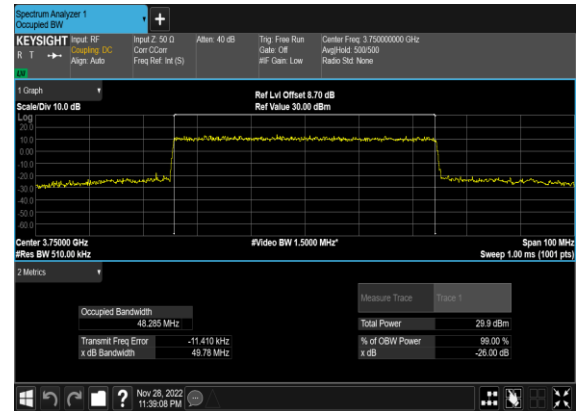 Spectrum Analyzer 1
Occupied BW
+
KEYSIGHT Input: RF Input Z: 50 Ω Atten: 40 dB Trig: Free Run Center Freq: 3.750000000 GHz
R T Coupling: DC Corr CCorr Gate: Off Avg|Hold: 500/500
Align: Auto Freq Ref: Int (S) #IF Gain: Low Radio Std: None
LXI
1 Graph
Ref Lvl Offset 8.70 dB
Scale/Div 10.0 dB Ref Value 30.00 dBm
Log
20.0
10.0
0.00
-10.0
-20.0
-30.0
-40.0
-50.0
-60.0
Center 3.75000 GHz #Video BW 1.5000 MHz* Span 100 MHz
#Res BW 510.00 kHz Sweep 1.00 ms (1001 pts)
2 Metrics
Measure Trace Trace 1
Occupied Bandwidth
48.285 MHz Total Power 29.9 dBm
Transmit Freq Error -11.410 kHz % of OBW Power 99.00 %
x dB Bandwidth 49.78 MHz x dB -26.00 dB
? Nov 28, 2022
11:39:08 PM